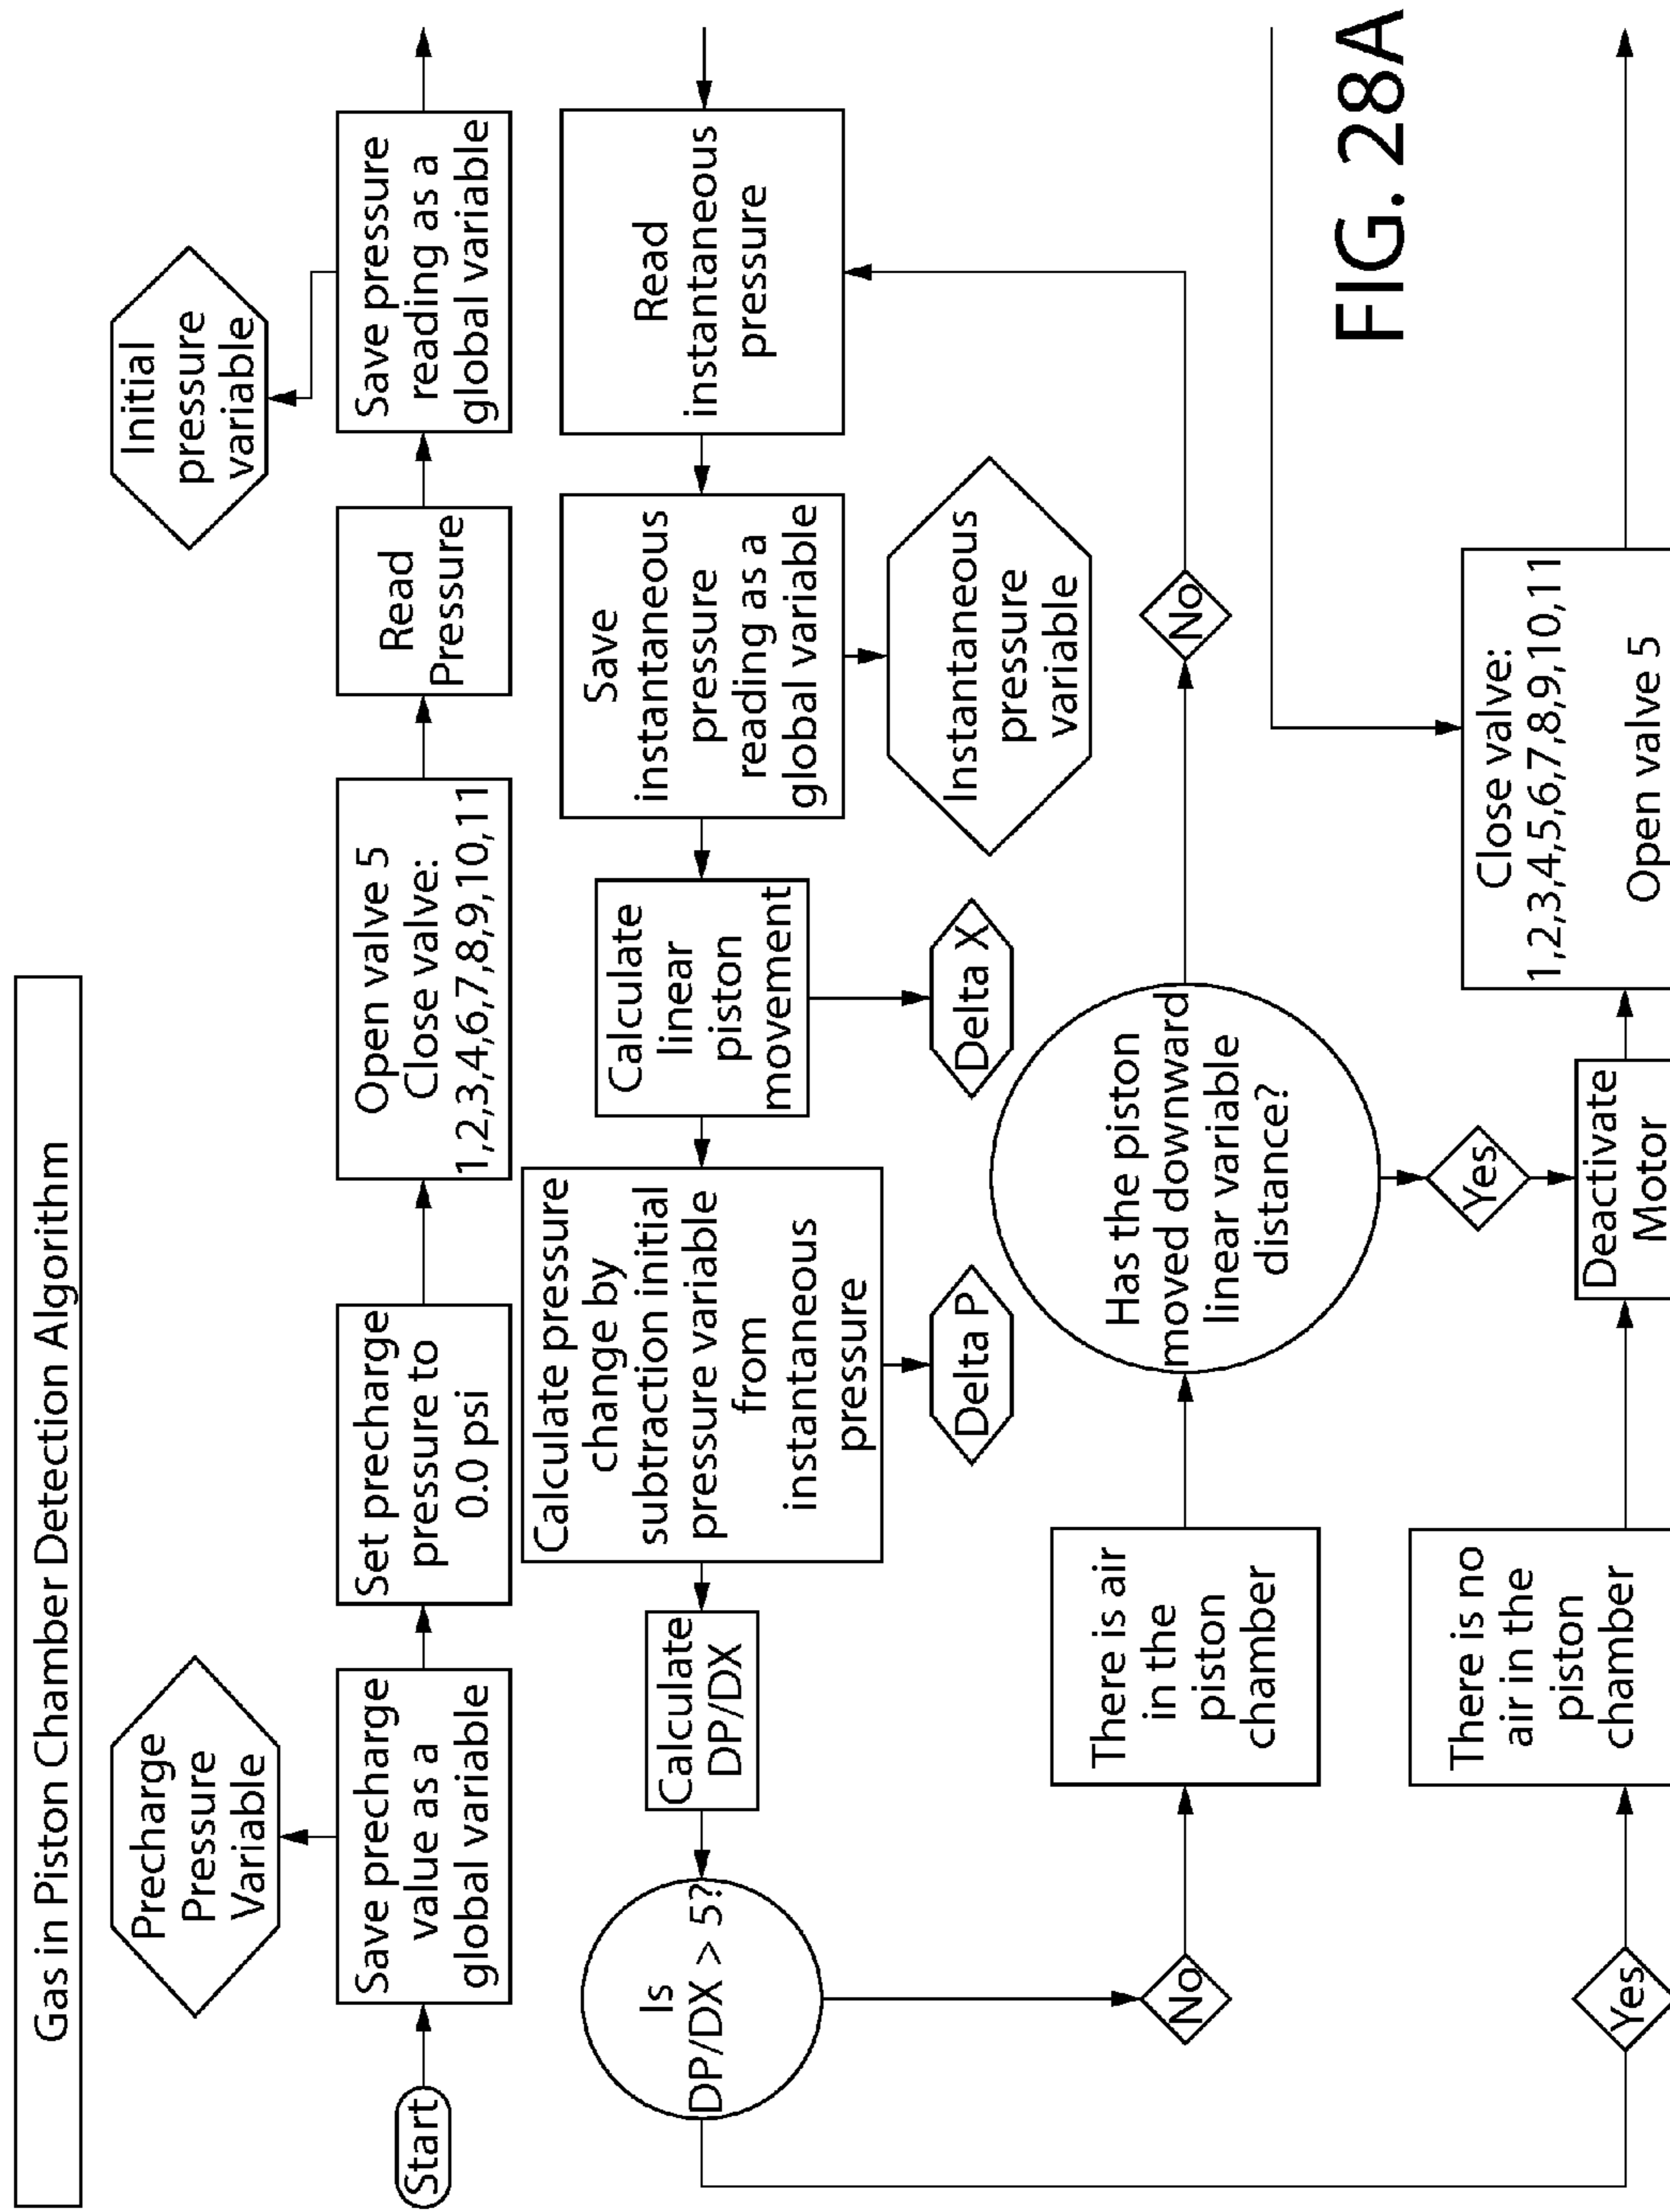 Gas in Piston Chamber Detection Algorithm
Precharge
Pressure
Variable
Initial
pressure
variable
Start
Save precharge
value as a
global variable
Set precharge
pressure to
0.0 psi
Open valve 5
Close valve:
1,2,3,4,6,7,8,9,10,11
Read
Pressure
Save pressure
reading as a
global variable
Is
DP/DX > 5?
Calculate
DP/DX
Calculate pressure
change by
subtraction initial
pressure variable
from
instantaneous
pressure
Calculate
linear
piston
movement
Save
instantaneous
pressure
reading as a
global variable
Read
instantaneous
pressure
Delta P
Delta X
Instantaneous
pressure
variable
No
There is air
in the
piston
chamber
Has the piston
moved downward
linear variable
distance?
No
Yes
Yes
There is no
air in the
piston
chamber
Deactivate
Motor
Close valve:
1,2,3,4,5,6,7,8,9,10,11
Open valve 5
FIG. 28A